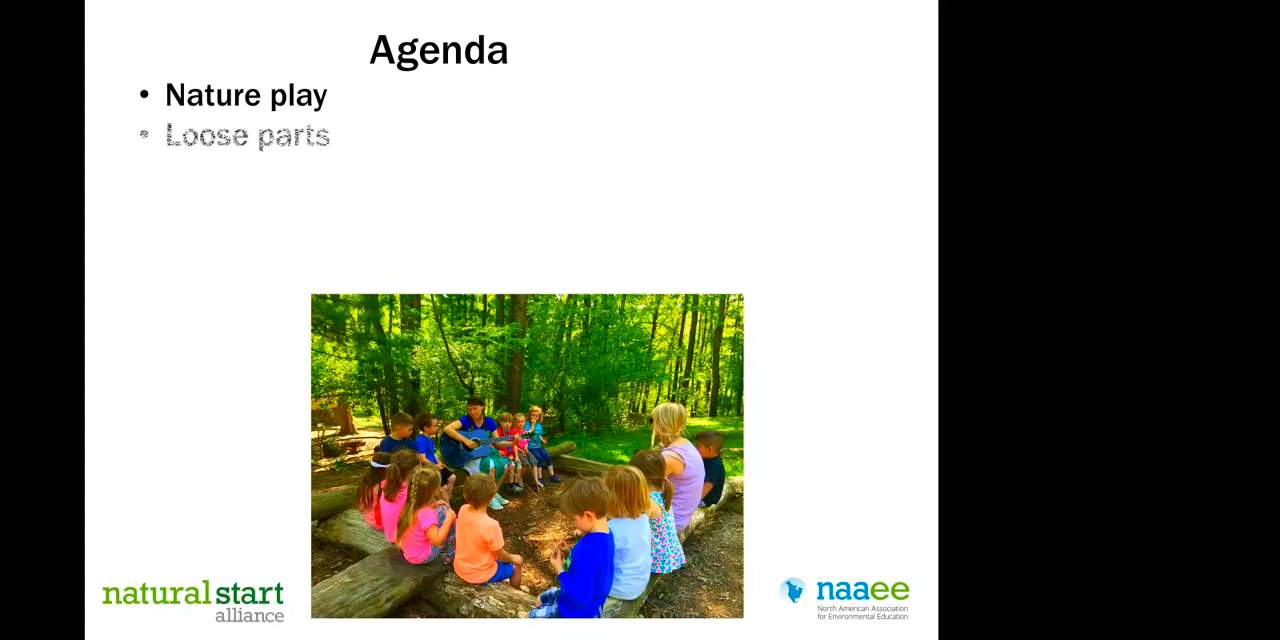 Agenda
• Nature play
• Loose parts
natural start
alliance
naaee
North American Association
for Environmental Education